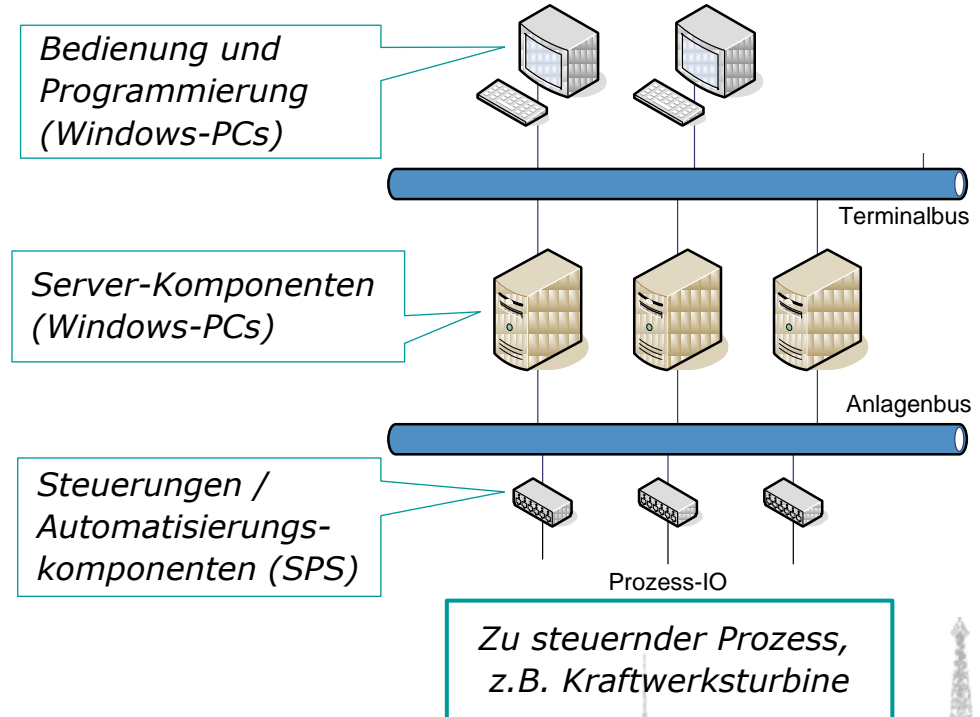 Bedienung und
Programmierung
(Windows-PCs)
Terminalbus
Server-Komponenten
(Windows-PCs)
Anlagenbus
Steuerungen /
Automatisierungs-
komponenten (SPS)
Prozess-IO
Zu steuernder Prozess,
z.B. Kraftwerksturbine